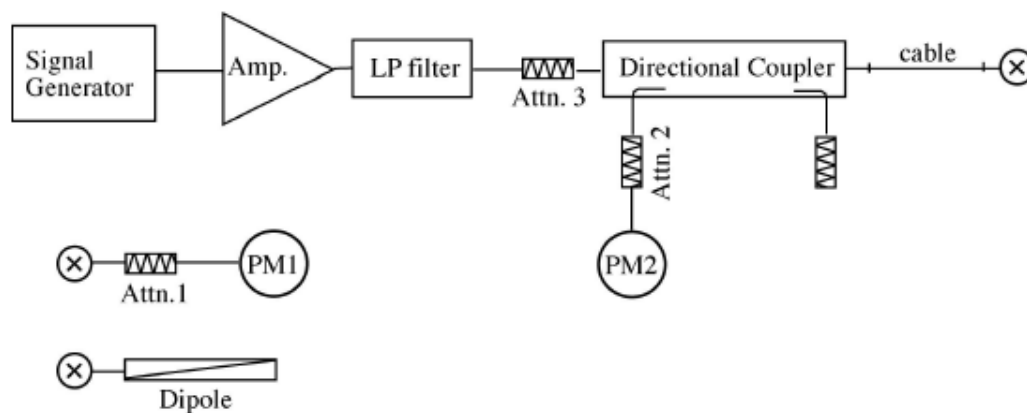 Signal
Generator
Amp.
LP filter
Attn. 3
Directional Coupler
cable
Attn. 2
PM1
Attn.1
PM2
Dipole